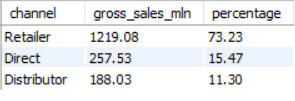 channel gross_sales_mln percentage
Retailer 1219.08 73.23
Direct 257.53 15.47
Distributor 188.03 11.30